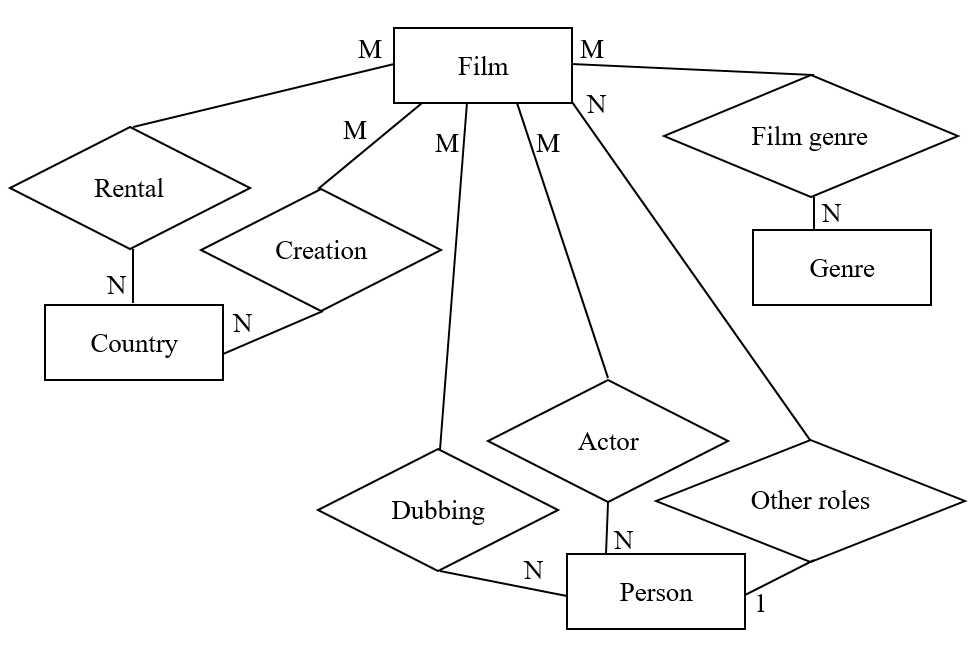 M
Film
M
N
M
M
M
Film genre
Rental
N
Creation
Genre
N
N
Country
Actor
Other roles
Dubbing
N
N
Person
1